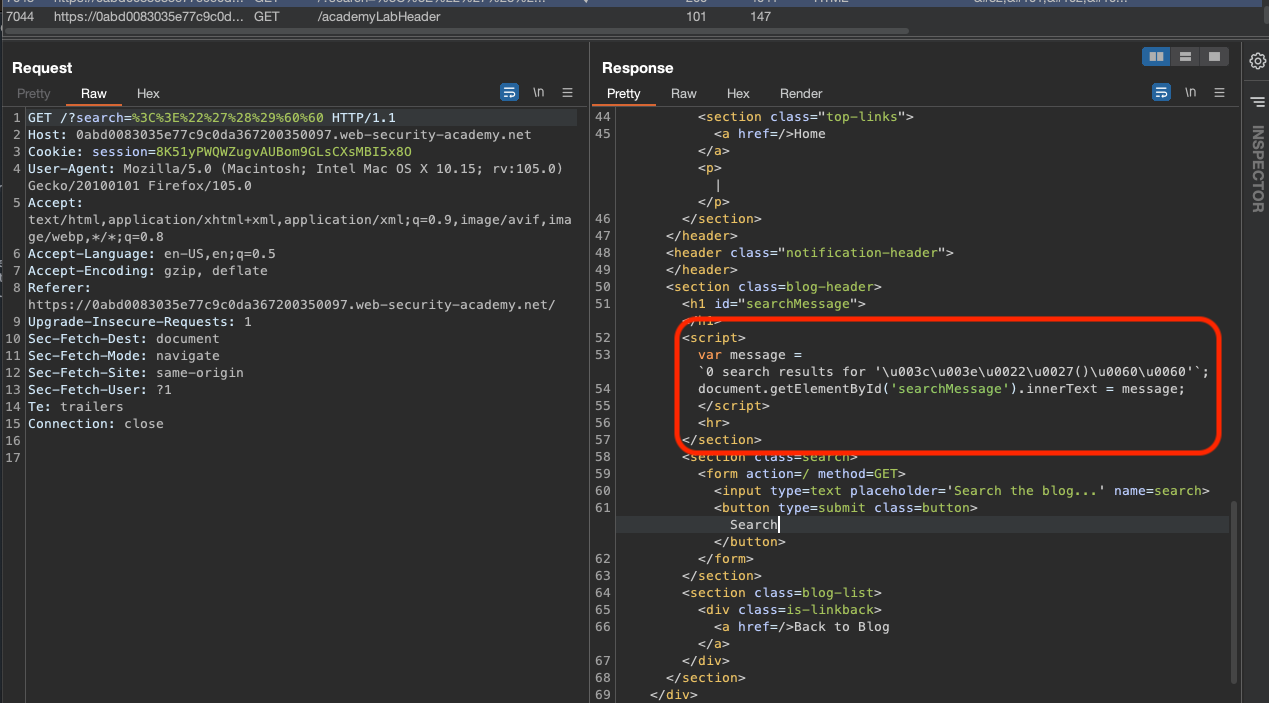 7044 https://0abd0083035e77c9c0d... GET /academyLabHeader 101 147
Request
Pretty Raw Hex
\n
1 GET /?search=%3C%3E%22%27%28%29%60%60 HTTP/1.1
2 Host: 0abd0083035e77c9c0da367200350097.web-security-academy.net
3 Cookie: session=8K51yPWQWZugvAUBom9GLsCXsMBI5x8O
4 User-Agent: Mozilla/5.0 (Macintosh; Intel Mac OS X 10.15; rv:105.0)
Gecko/20100101 Firefox/105.0
5 Accept:
text/html,application/xhtml+xml,application/xml;q=0.9,image/avif,ima
ge/webp,*/*;q=0.8
6 Accept-Language: en-US,en;q=0.5
7 Accept-Encoding: gzip, deflate
8 Referer:
https://0abd0083035e77c9c0da367200350097.web-security-academy.net/
9 Upgrade-Insecure-Requests: 1
10 Sec-Fetch-Dest: document
11 Sec-Fetch-Mode: navigate
12 Sec-Fetch-Site: same-origin
13 Sec-Fetch-User: ?1
14 Te: trailers
15 Connection: close
16
17
Response
Pretty Raw Hex Render
\n
44 <section class="top-links">
45 <a href=/>Home
</a>
<p>
|
</p>
46 </section>
47 </header>
48 <header class="notification-header">
49 </header>
50 <section class=blog-header>
51 <h1 id="searchMessage">
</h1>
52 <script>
53 var message =
`0 search results for '\u003c\u003e\u0022\u0027()\u0060\u0060'`;
54 document.getElementById('searchMessage').innerText = message;
55 </script>
56 <hr>
57 </section>
58 <section class=search>
59 <form action=/ method=GET>
60 <input type=text placeholder='Search the blog...' name=search>
61 <button type=submit class=button>
Search
</button>
62 </form>
63 </section>
64 <section class=blog-list>
65 <div class=is-linkback>
66 <a href=/>Back to Blog
</a>
67 </div>
68 </section>
69 </div>
INSPECTOR